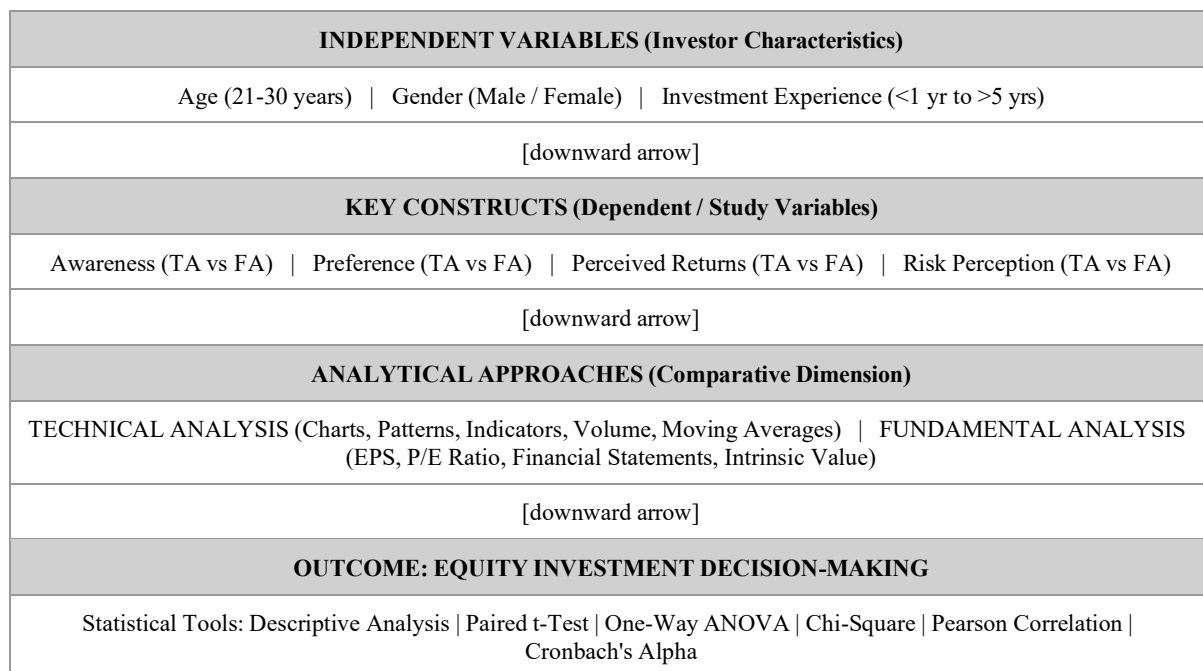 INDEPENDENT VARIABLES (Investor Characteristics)
Age (21-30 years) | Gender (Male / Female) | Investment Experience (<1 yr to >5 yrs)
[downward arrow]
KEY CONSTRUCTS (Dependent / Study Variables)
Awareness (TA vs FA) | Preference (TA vs FA) | Perceived Returns (TA vs FA) | Risk Perception (TA vs FA)
[downward arrow]
ANALYTICAL APPROACHES (Comparative Dimension)
TECHNICAL ANALYSIS (Charts, Patterns, Indicators, Volume, Moving Averages) | FUNDAMENTAL ANALYSIS
(EPS, P/E Ratio, Financial Statements, Intrinsic Value)
[downward arrow]
OUTCOME: EQUITY INVESTMENT DECISION-MAKING
Statistical Tools: Descriptive Analysis | Paired t-Test | One-Way ANOVA | Chi-Square | Pearson Correlation |
Cronbach's Alpha